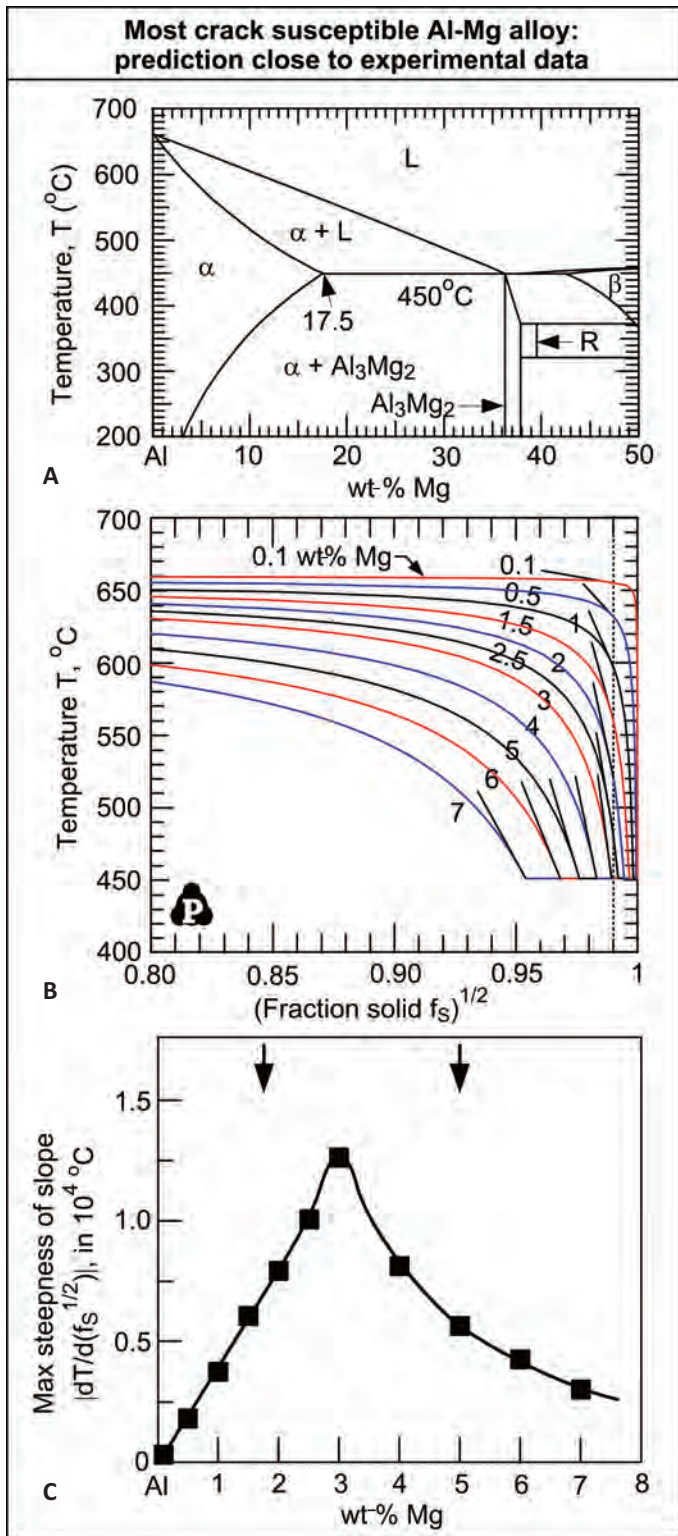 Most crack susceptible Al-Mg alloy:
prediction close to experimental data
700
600
500
400
300
200
Temperature, T (°C)
L
α + L
α
450°C
17.5
β
α + Al₃Mg₂
R
Al₃Mg₂
Al
10
20
30
40
50
wt-% Mg
A
700
650
600
550
500
450
400
Temperature T, °C
0.1 wt% Mg
0.1
0.5
1
1.5
2
2.5
3
4
5
6
7
P
0.80
0.85
0.90
0.95
1
(Fraction solid fS)1/2
B
Max steepness of slope
|dT/d(fS1/2)|, in 10⁴ °C
1.5
1.0
0.5
0
Al
1
2
3
4
5
6
7
8
wt-% Mg
C